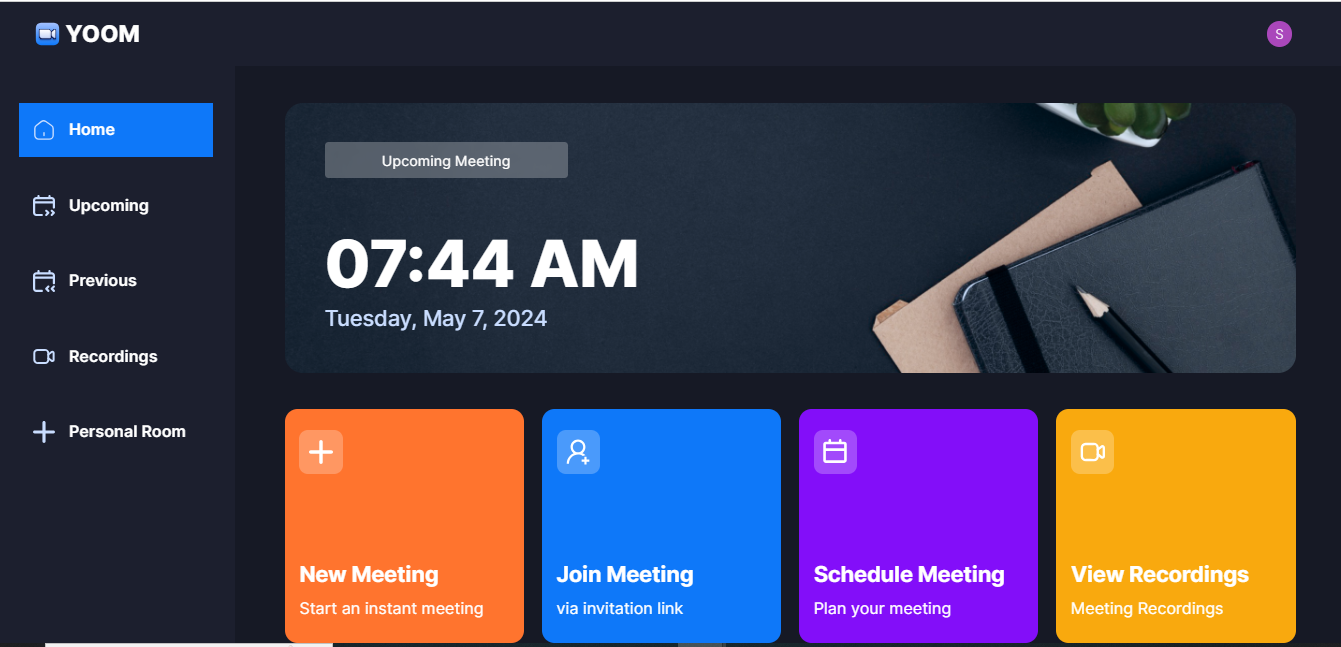 YOOM
S
Home
Upcoming
Previous
Recordings
Personal Room
Upcoming Meeting
07:44 AM
Tuesday, May 7, 2024
New Meeting
Start an instant meeting
Join Meeting
via invitation link
Schedule Meeting
Plan your meeting
View Recordings
Meeting Recordings